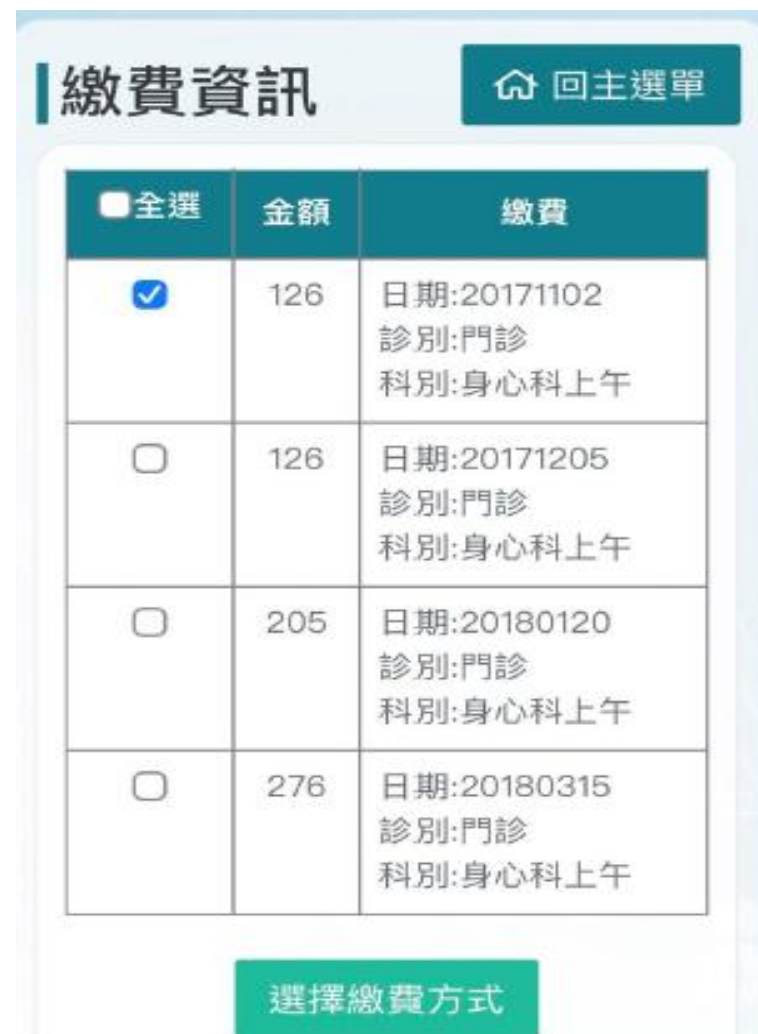 繳費資訊
回主選單
全選 金額 繳費
126 日期:20171102
診別:門診
科別:身心科上午
126 日期:20171205
診別:門診
科別:身心科上午
205 日期:20180120
診別:門診
科別:身心科上午
276 日期:20180315
診別:門診
科別:身心科上午
選擇繳費方式